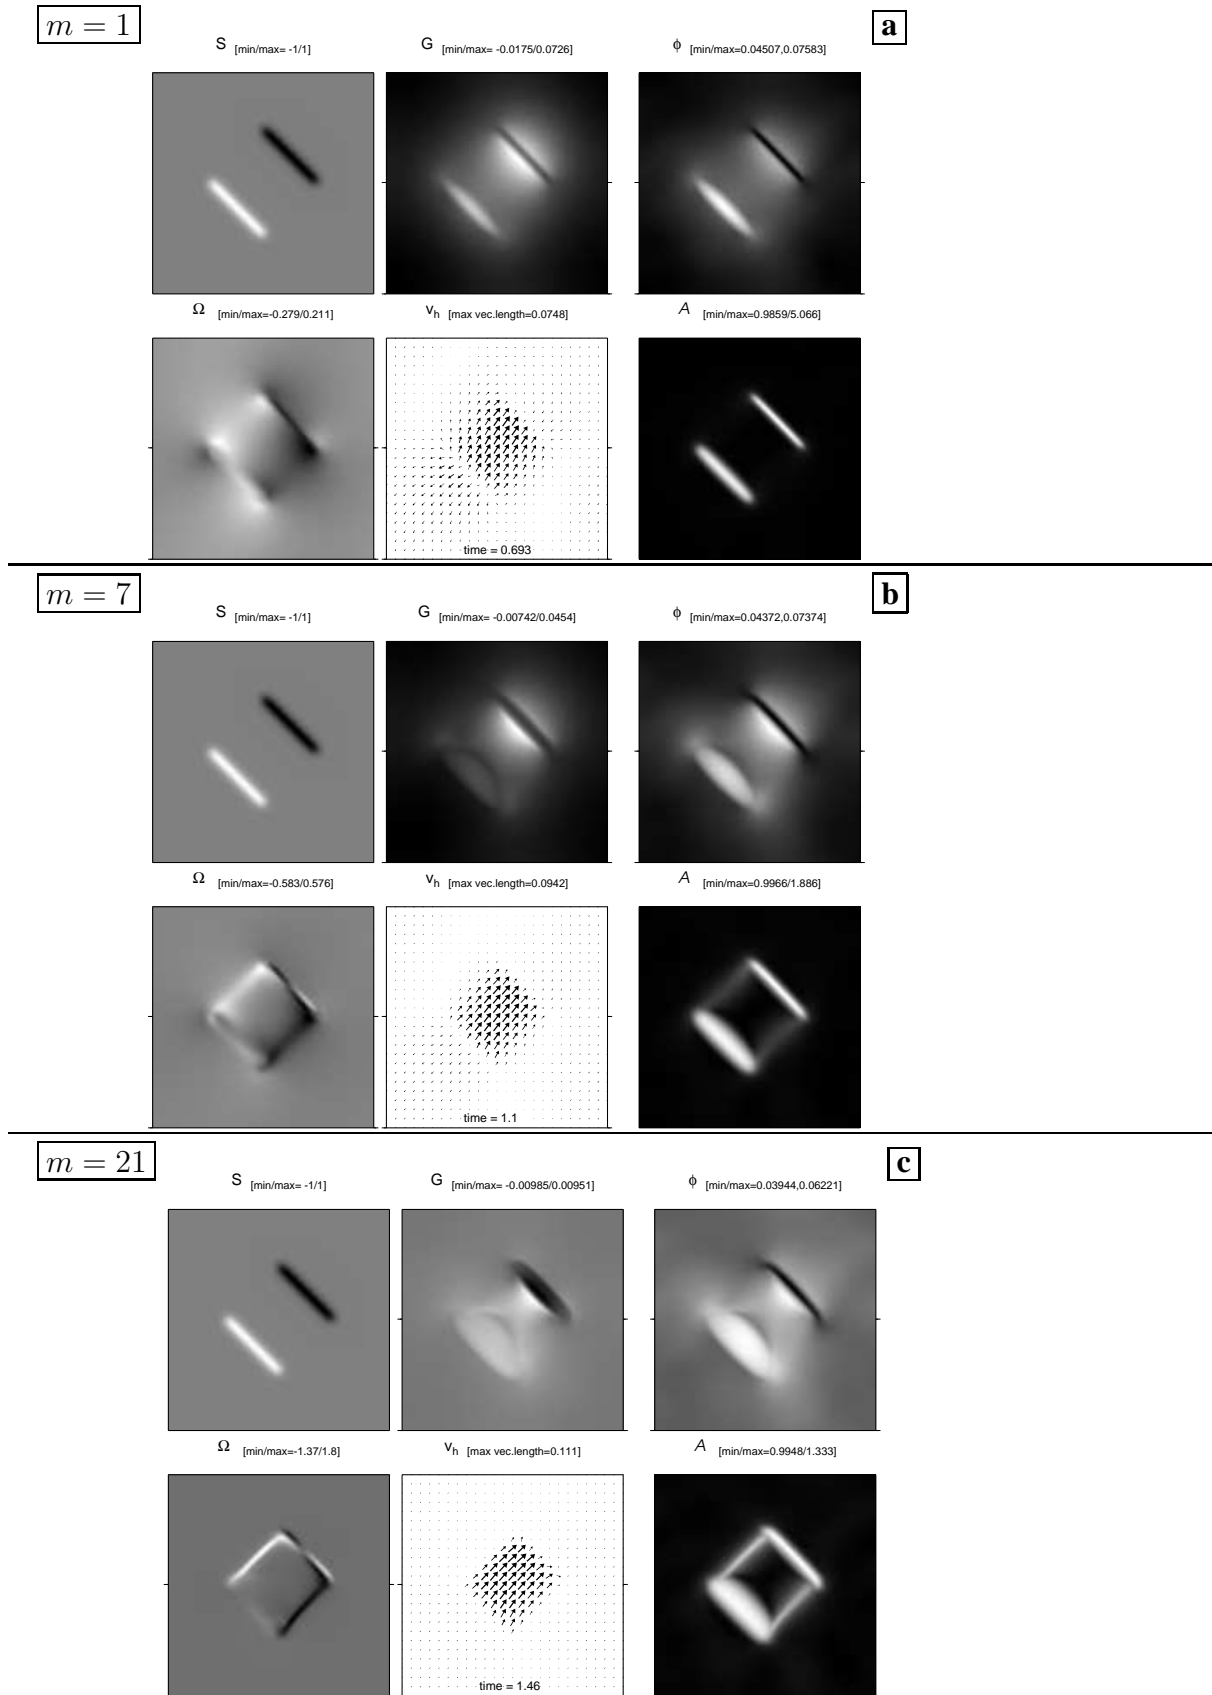 m = 1 a
S [min/max= -1/1] G [min/max= -0.0175/0.0726] ϕ [min/max=0.04507,0.07583]
Ω [min/max=-0.279/0.211] v_h [max vec.length=0.0748] A [min/max=0.9859/5.066]
time = 0.693
m = 7 b
S [min/max= -1/1] G [min/max= -0.00742/0.0454] ϕ [min/max=0.04372,0.07374]
Ω [min/max=-0.583/0.576] v_h [max vec.length=0.0942] A [min/max=0.9966/1.886]
time = 1.1
m = 21 c
S [min/max= -1/1] G [min/max= -0.00985/0.00951] ϕ [min/max=0.03944,0.06221]
Ω [min/max=-1.37/1.8] v_h [max vec.length=0.111] A [min/max=0.9948/1.333]
time = 1.46